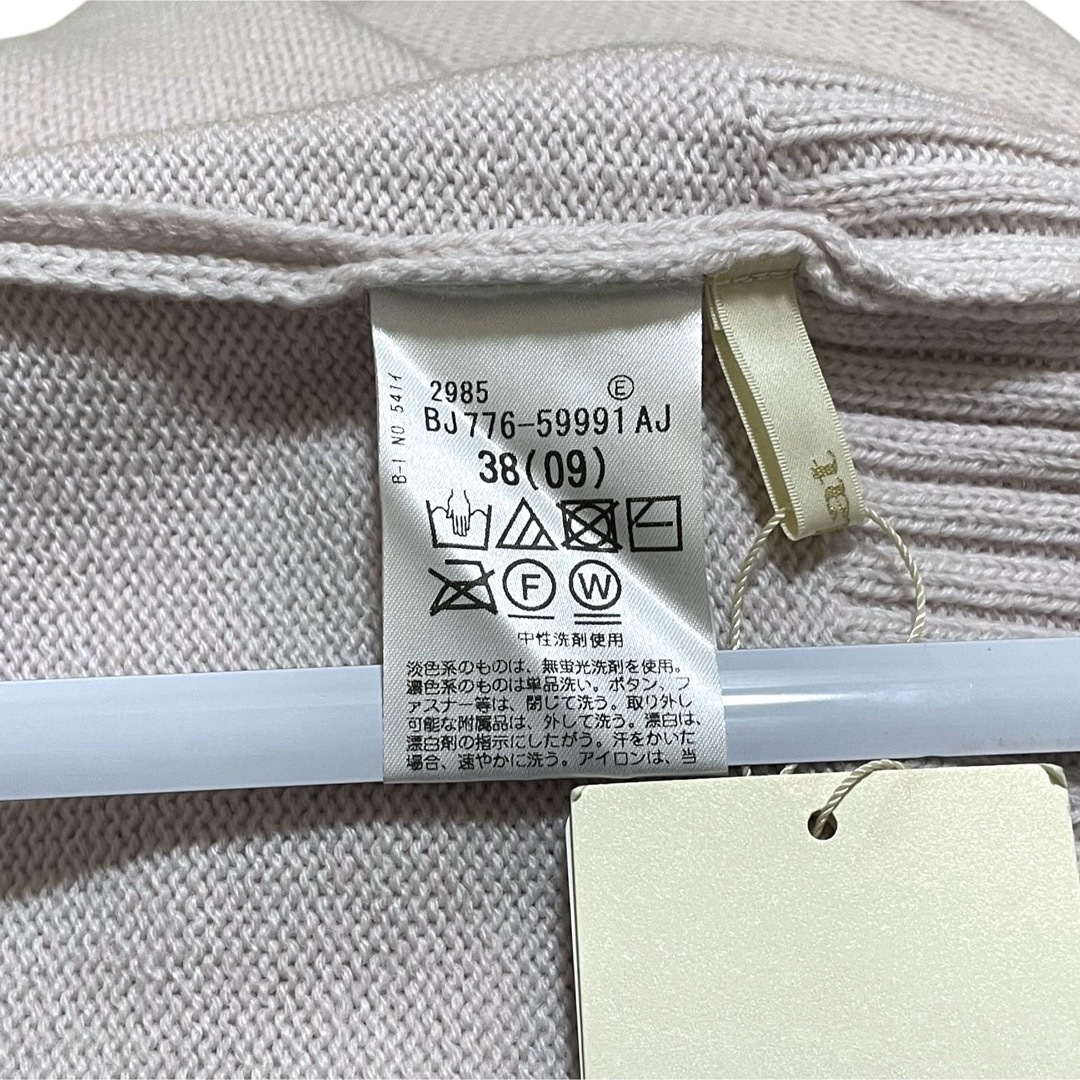 2985 Ⓔ
BJ776-59991AJ
38(09)
B-1 NO 541イ
F W
中性洗剤使用
淡色系のものは、無蛍光洗剤を使用。
濃色系のものは単品洗い。ボタン、フ
ァスナー等は、閉じて洗う。取り外し
可能な附属品は、外して洗う。漂白は、
漂白剤の指示にしたがう。汗をかいた
場合、速やかに洗う。アイロンは、当